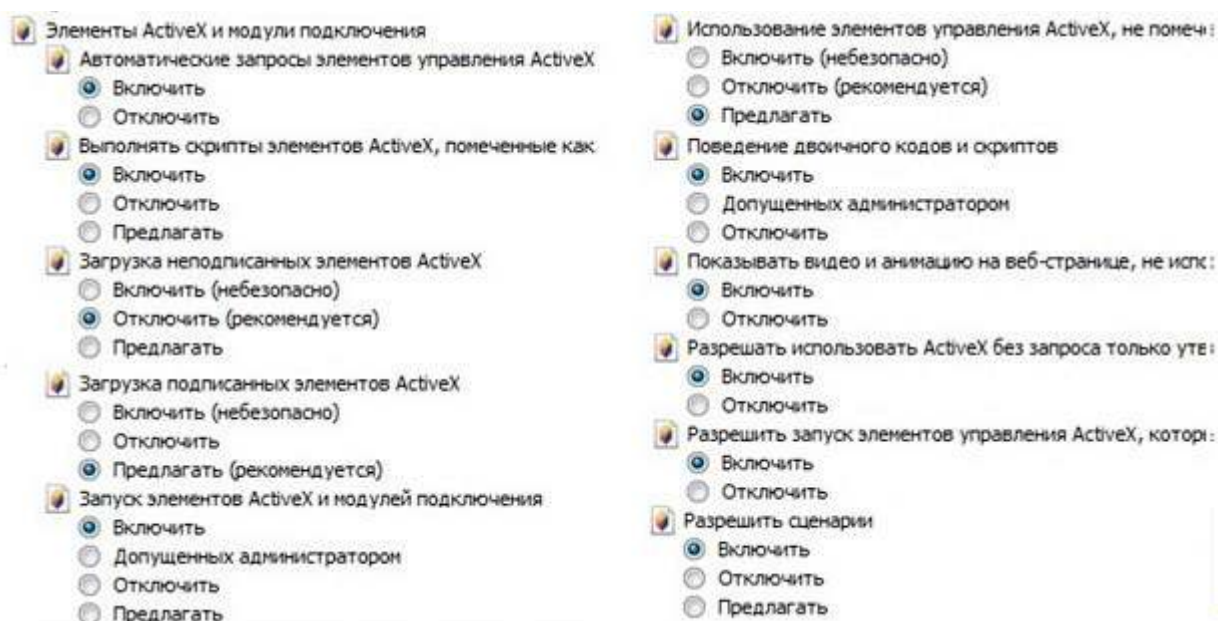 Элементы ActiveX и модули подключения
Автоматические запросы элементов управления ActiveX
Включить
Отключить
Выполнять скрипты элементов ActiveX, помеченные как
Включить
Отключить
Предлагать
Загрузка неподписанных элементов ActiveX
Включить (небезопасно)
Отключить (рекомендуется)
Предлагать
Загрузка подписанных элементов ActiveX
Включить (небезопасно)
Отключить
Предлагать (рекомендуется)
Запуск элементов ActiveX и модулей подключения
Включить
Допущенных администратором
Отключить
Предлагать
Использование элементов управления ActiveX, не помеч
Включить (небезопасно)
Отключить (рекомендуется)
Предлагать
Поведение двоичного кодов и скриптов
Включить
Допущенных администратором
Отключить
Показывать видео и анимацию на веб-странице, не испс
Включить
Отключить
Разрешать использовать ActiveX без запроса только уте
Включить
Отключить
Разрешить запуск элементов управления ActiveX, котор
Включить
Отключить
Разрешить сценарии
Включить
Отключить
Предлагать